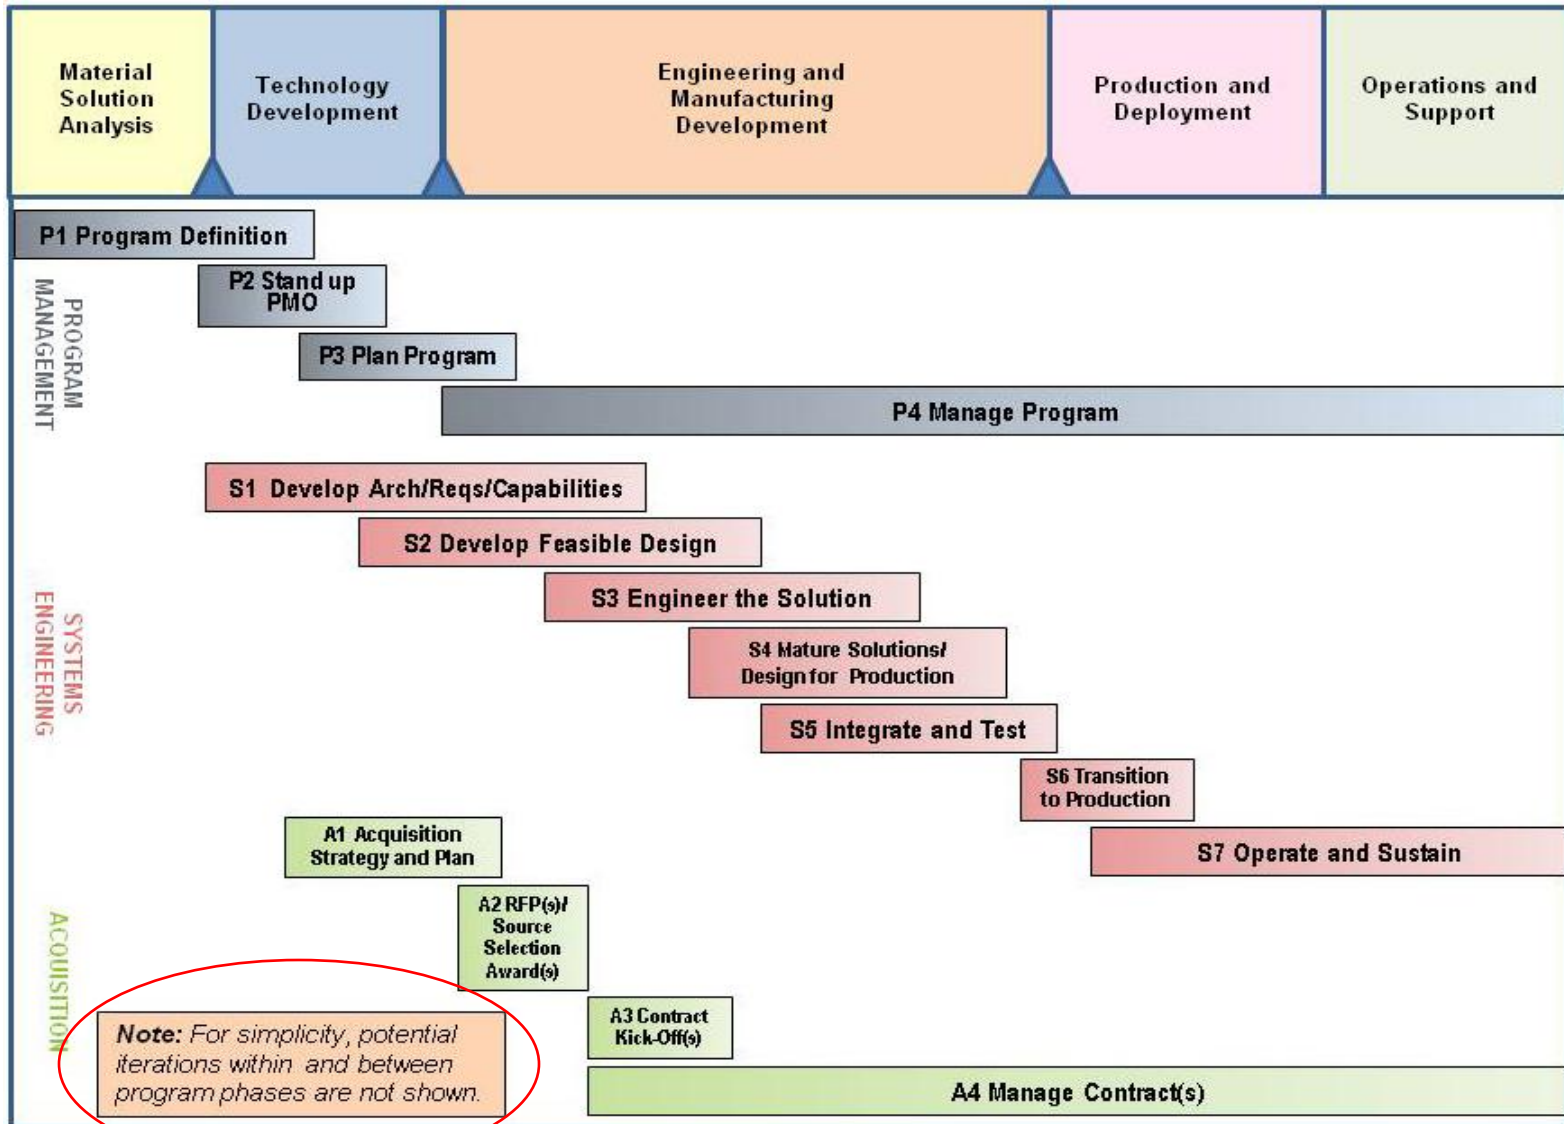 Material
Solution
Analysis
Technology
Development
Engineering and
Manufacturing
Development
Production and
Deployment
Operations and
Support
P1 Program Definition
P2 Stand up
PMO
P3 Plan Program
P4 Manage Program
PROGRAM
MANAGEMENT
S1 Develop Arch/Reqs/Capabilities
S2 Develop Feasible Design
S3 Engineer the Solution
S4 Mature Solutions/
Design for Production
S5 Integrate and Test
S6 Transition
to Production
S7 Operate and Sustain
SYSTEMS
ENGINEERING
A1 Acquisition
Strategy and Plan
A2 RFP(s)/
Source
Selection
Award(s)
A3 Contract
Kick-Off(s)
A4 Manage Contract(s)
ACQUISITION
Note: For simplicity, potential
iterations within and between
program phases are not shown.